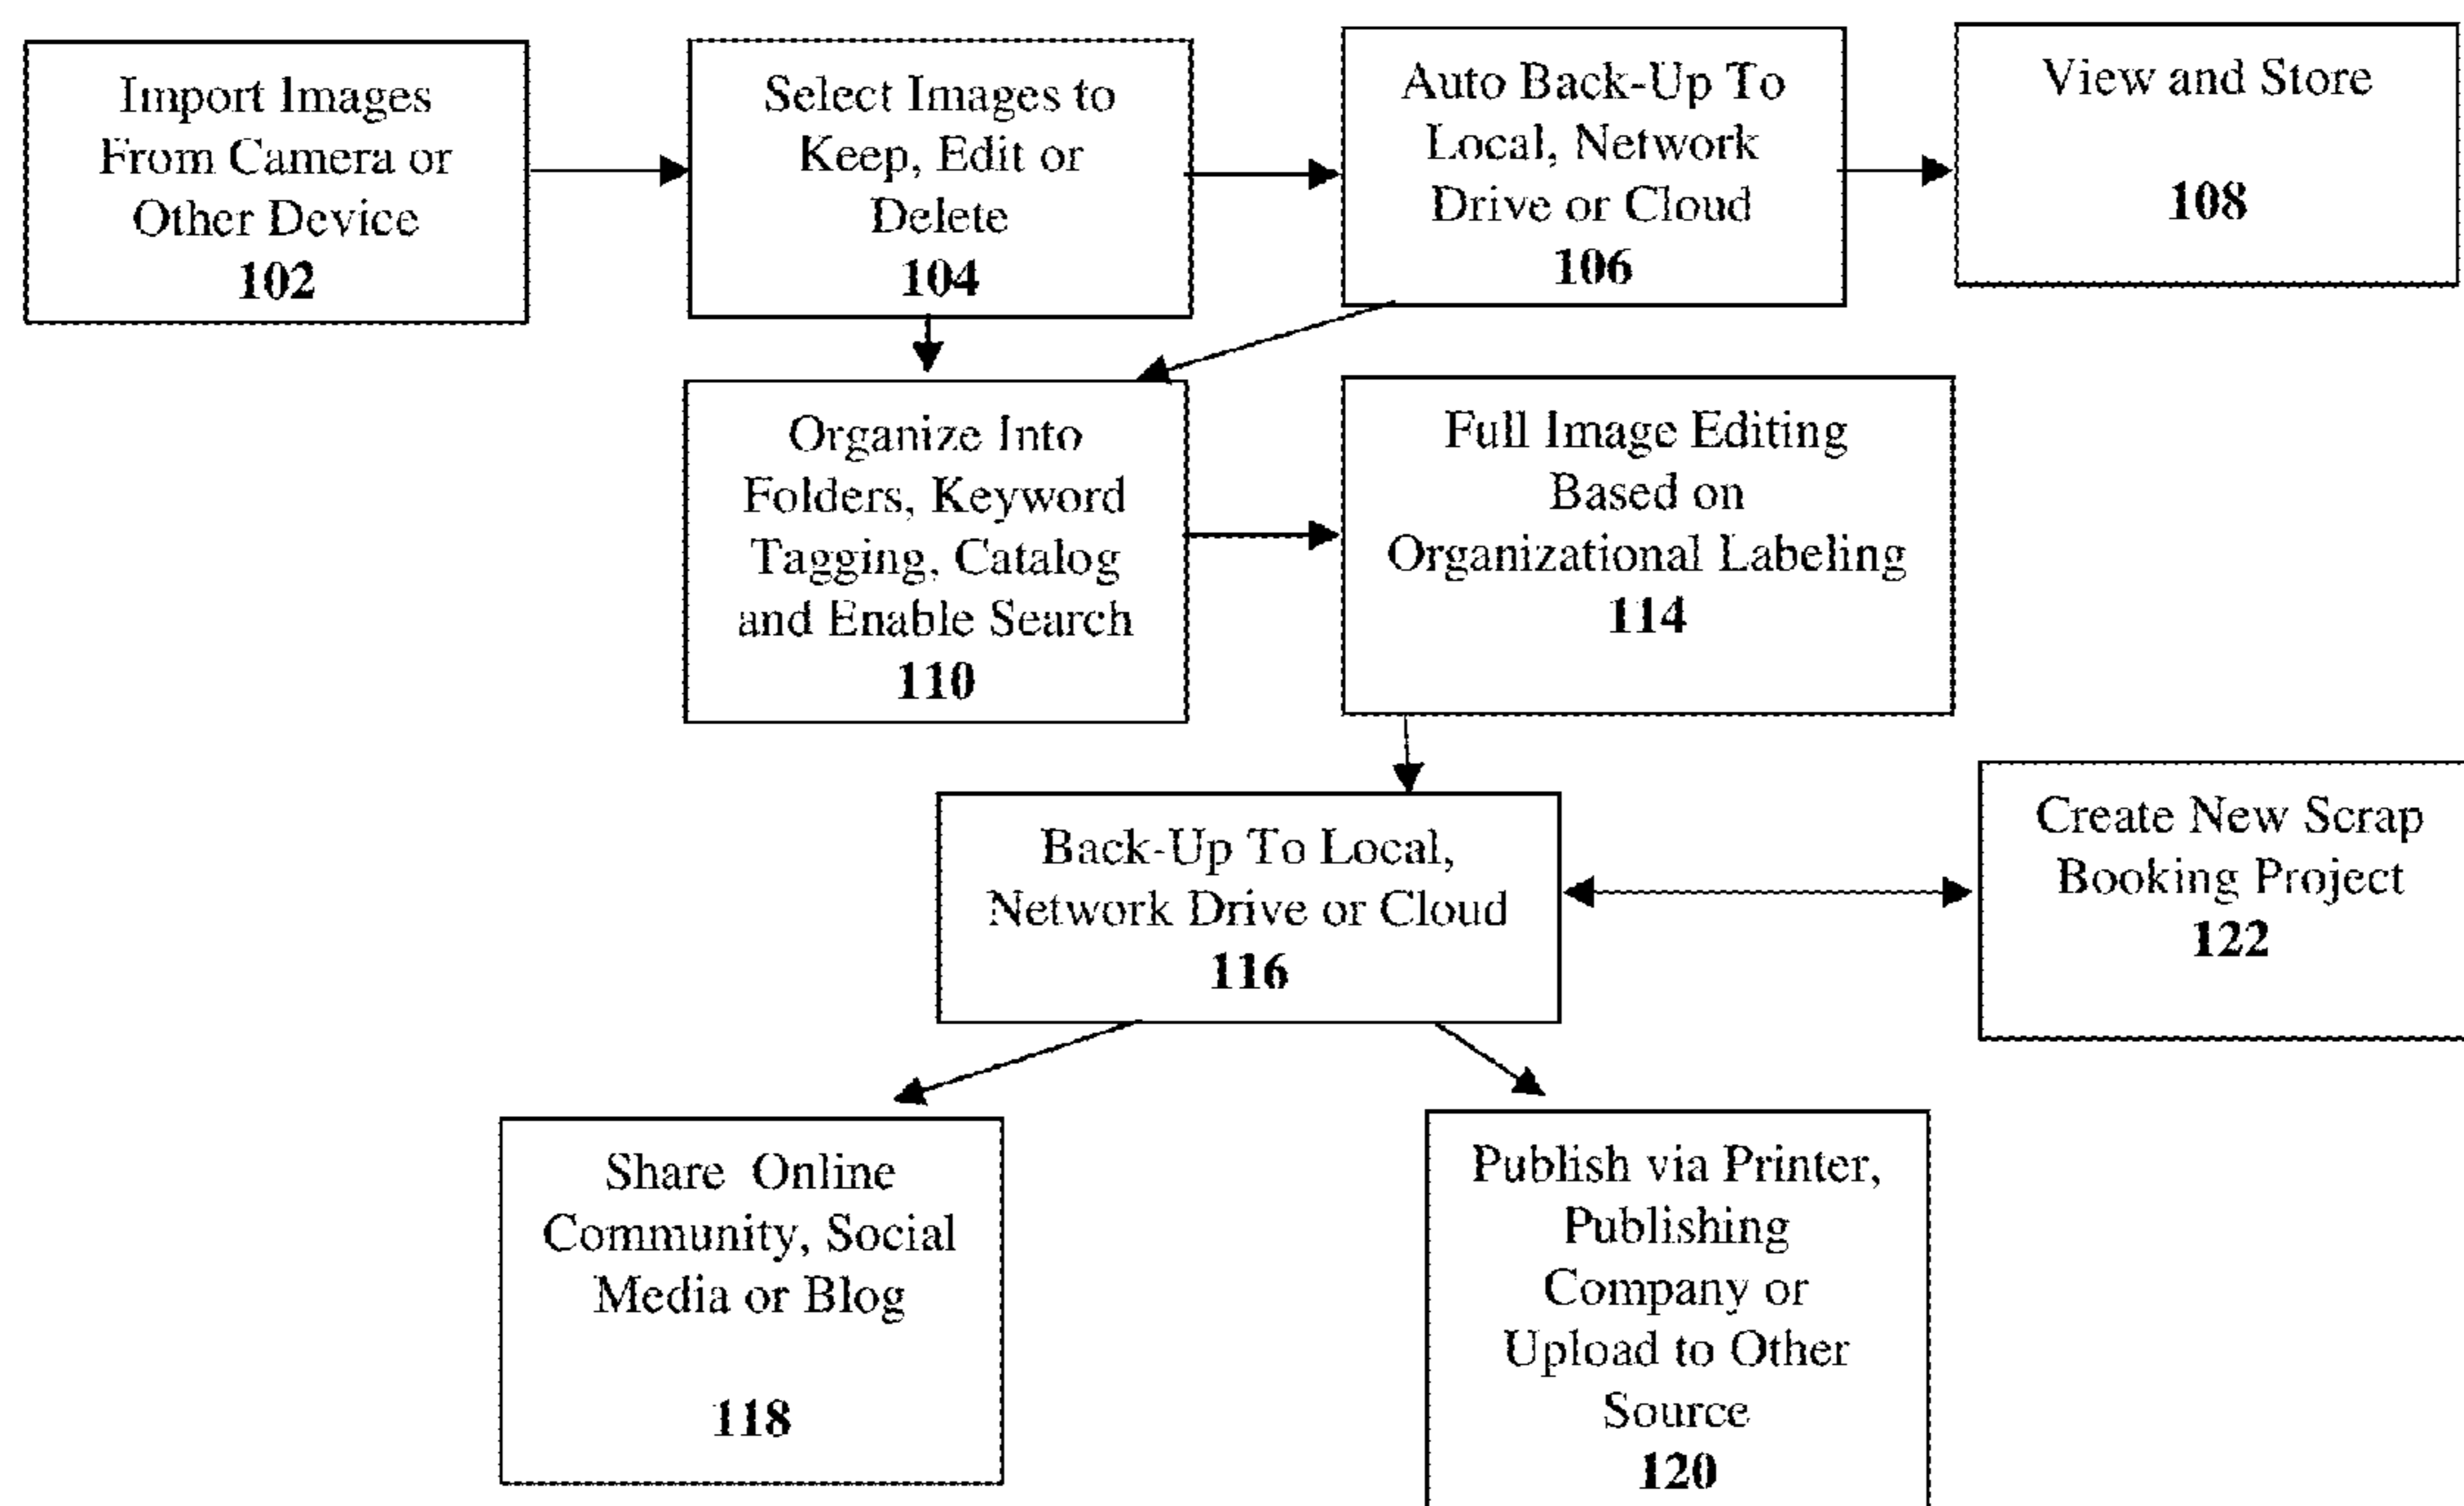 Import Images
From Camera or
Other Device
102
Select Images to
Keep, Edit or
Delete
104
Auto Back-Up To
Local, Network
Drive or Cloud
106
View and Store
108
Organize Into
Folders, Keyword
Tagging, Catalog
and Enable Search
110
Full Image Editing
Based on
Organizational Labeling
114
Back-Up To Local,
Network Drive or Cloud
116
Create New Scrap
Booking Project
122
Share Online
Community, Social
Media or Blog
118
Publish via Printer,
Publishing
Company or
Upload to Other
Source
120